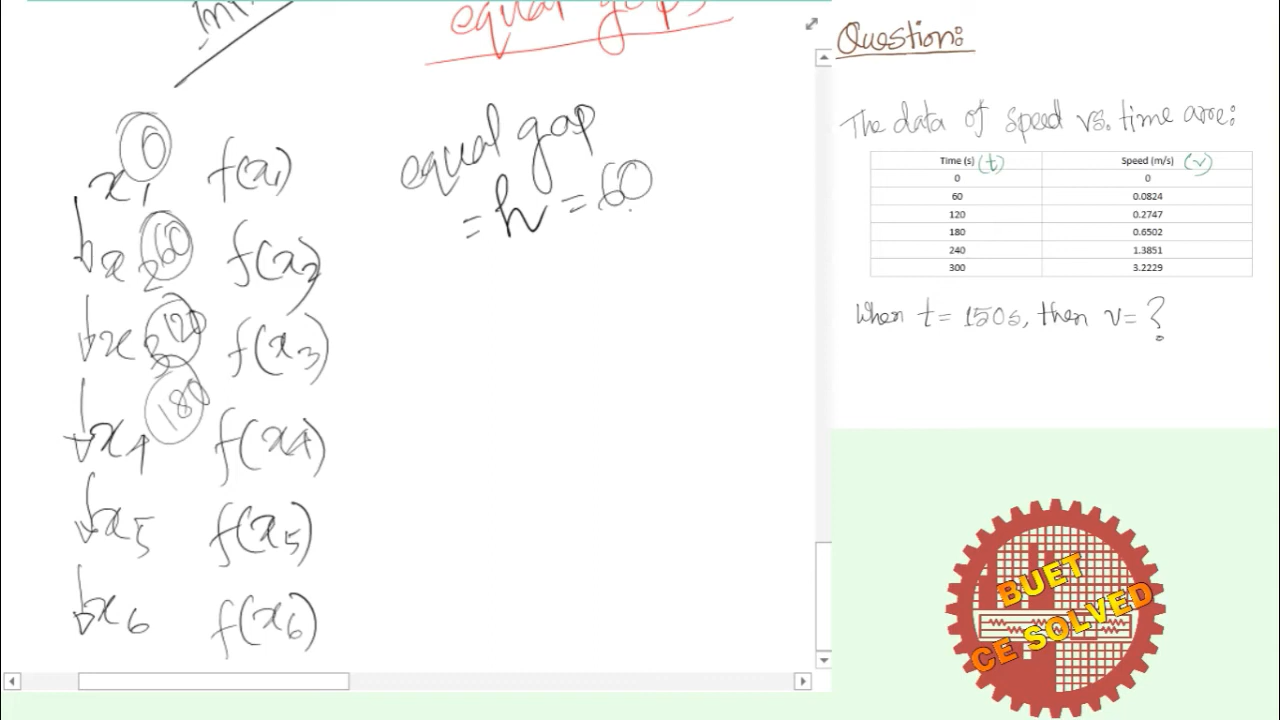 equal gaps
equal gap
= h = 60
x1 0 f(x1)
x2 60 f(x2)
x3 120 f(x3)
x4 180 f(x4)
x5 f(x5)
x6 f(x6)
Question:
The data of speed vs. time are:
Time (s) (t) Speed (m/s) (v)
0 0
60 0.0824
120 0.2747
180 0.6502
240 1.3851
300 3.2229
When t = 150s, then v = ?
BUET
CE SOLVED